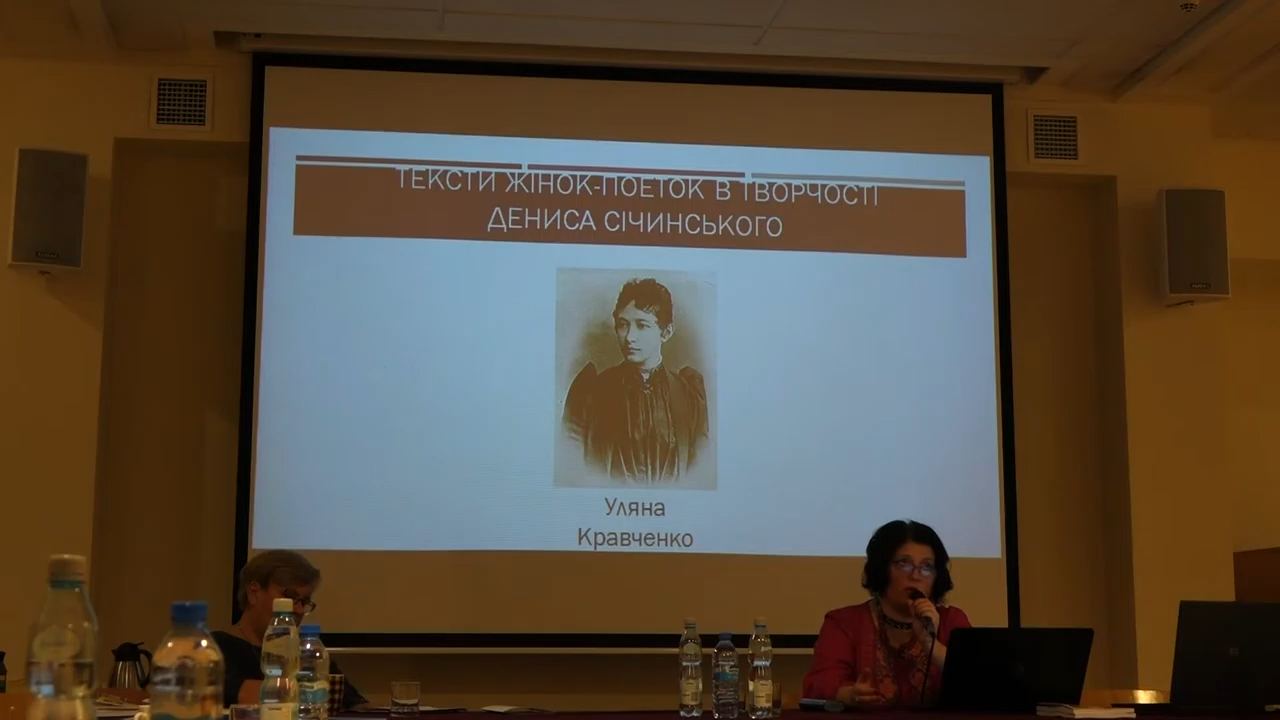 ТЕКСТИ ЖІНОК-ПОЕТОК В ТВОРЧОСТІ
ДЕНИСА СІЧИНСЬКОГО
Уляна
Кравченко